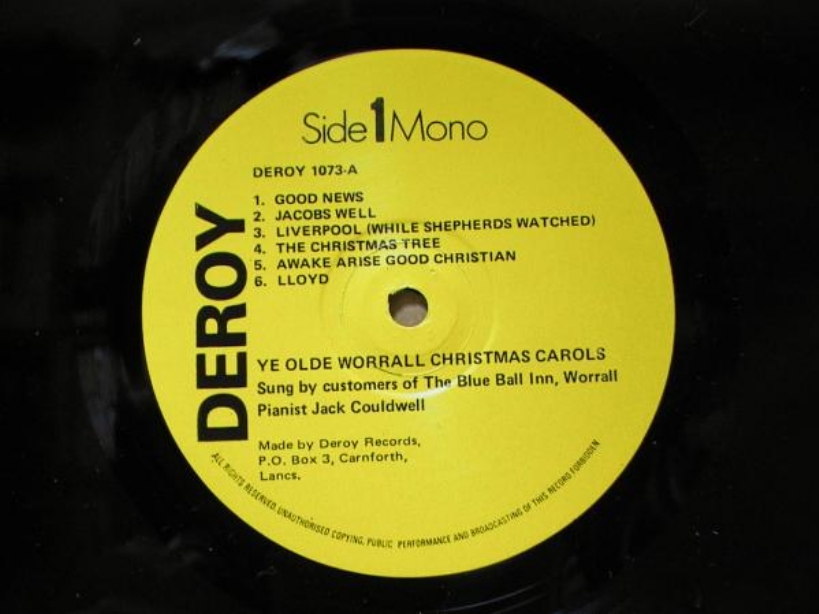 Side 1 Mono
DEROY 1073-A
1. GOOD NEWS
2. JACOBS WELL
3. LIVERPOOL (WHILE SHEPHERDS WATCHED)
4. THE CHRISTMAS TREE
5. AWAKE ARISE GOOD CHRISTIAN
6. LLOYD
DEROY
YE OLDE WORRALL CHRISTMAS CAROLS
Sung by customers of The Blue Ball Inn, Worrall
Pianist Jack Couldwell
Made by Deroy Records,
P.O. Box 3, Carnforth,
Lancs.
ALL RIGHTS RESERVED. UNAUTHORISED COPYING, PUBLIC PERFORMANCE AND BROADCASTING OF THIS RECORD FORBIDDEN